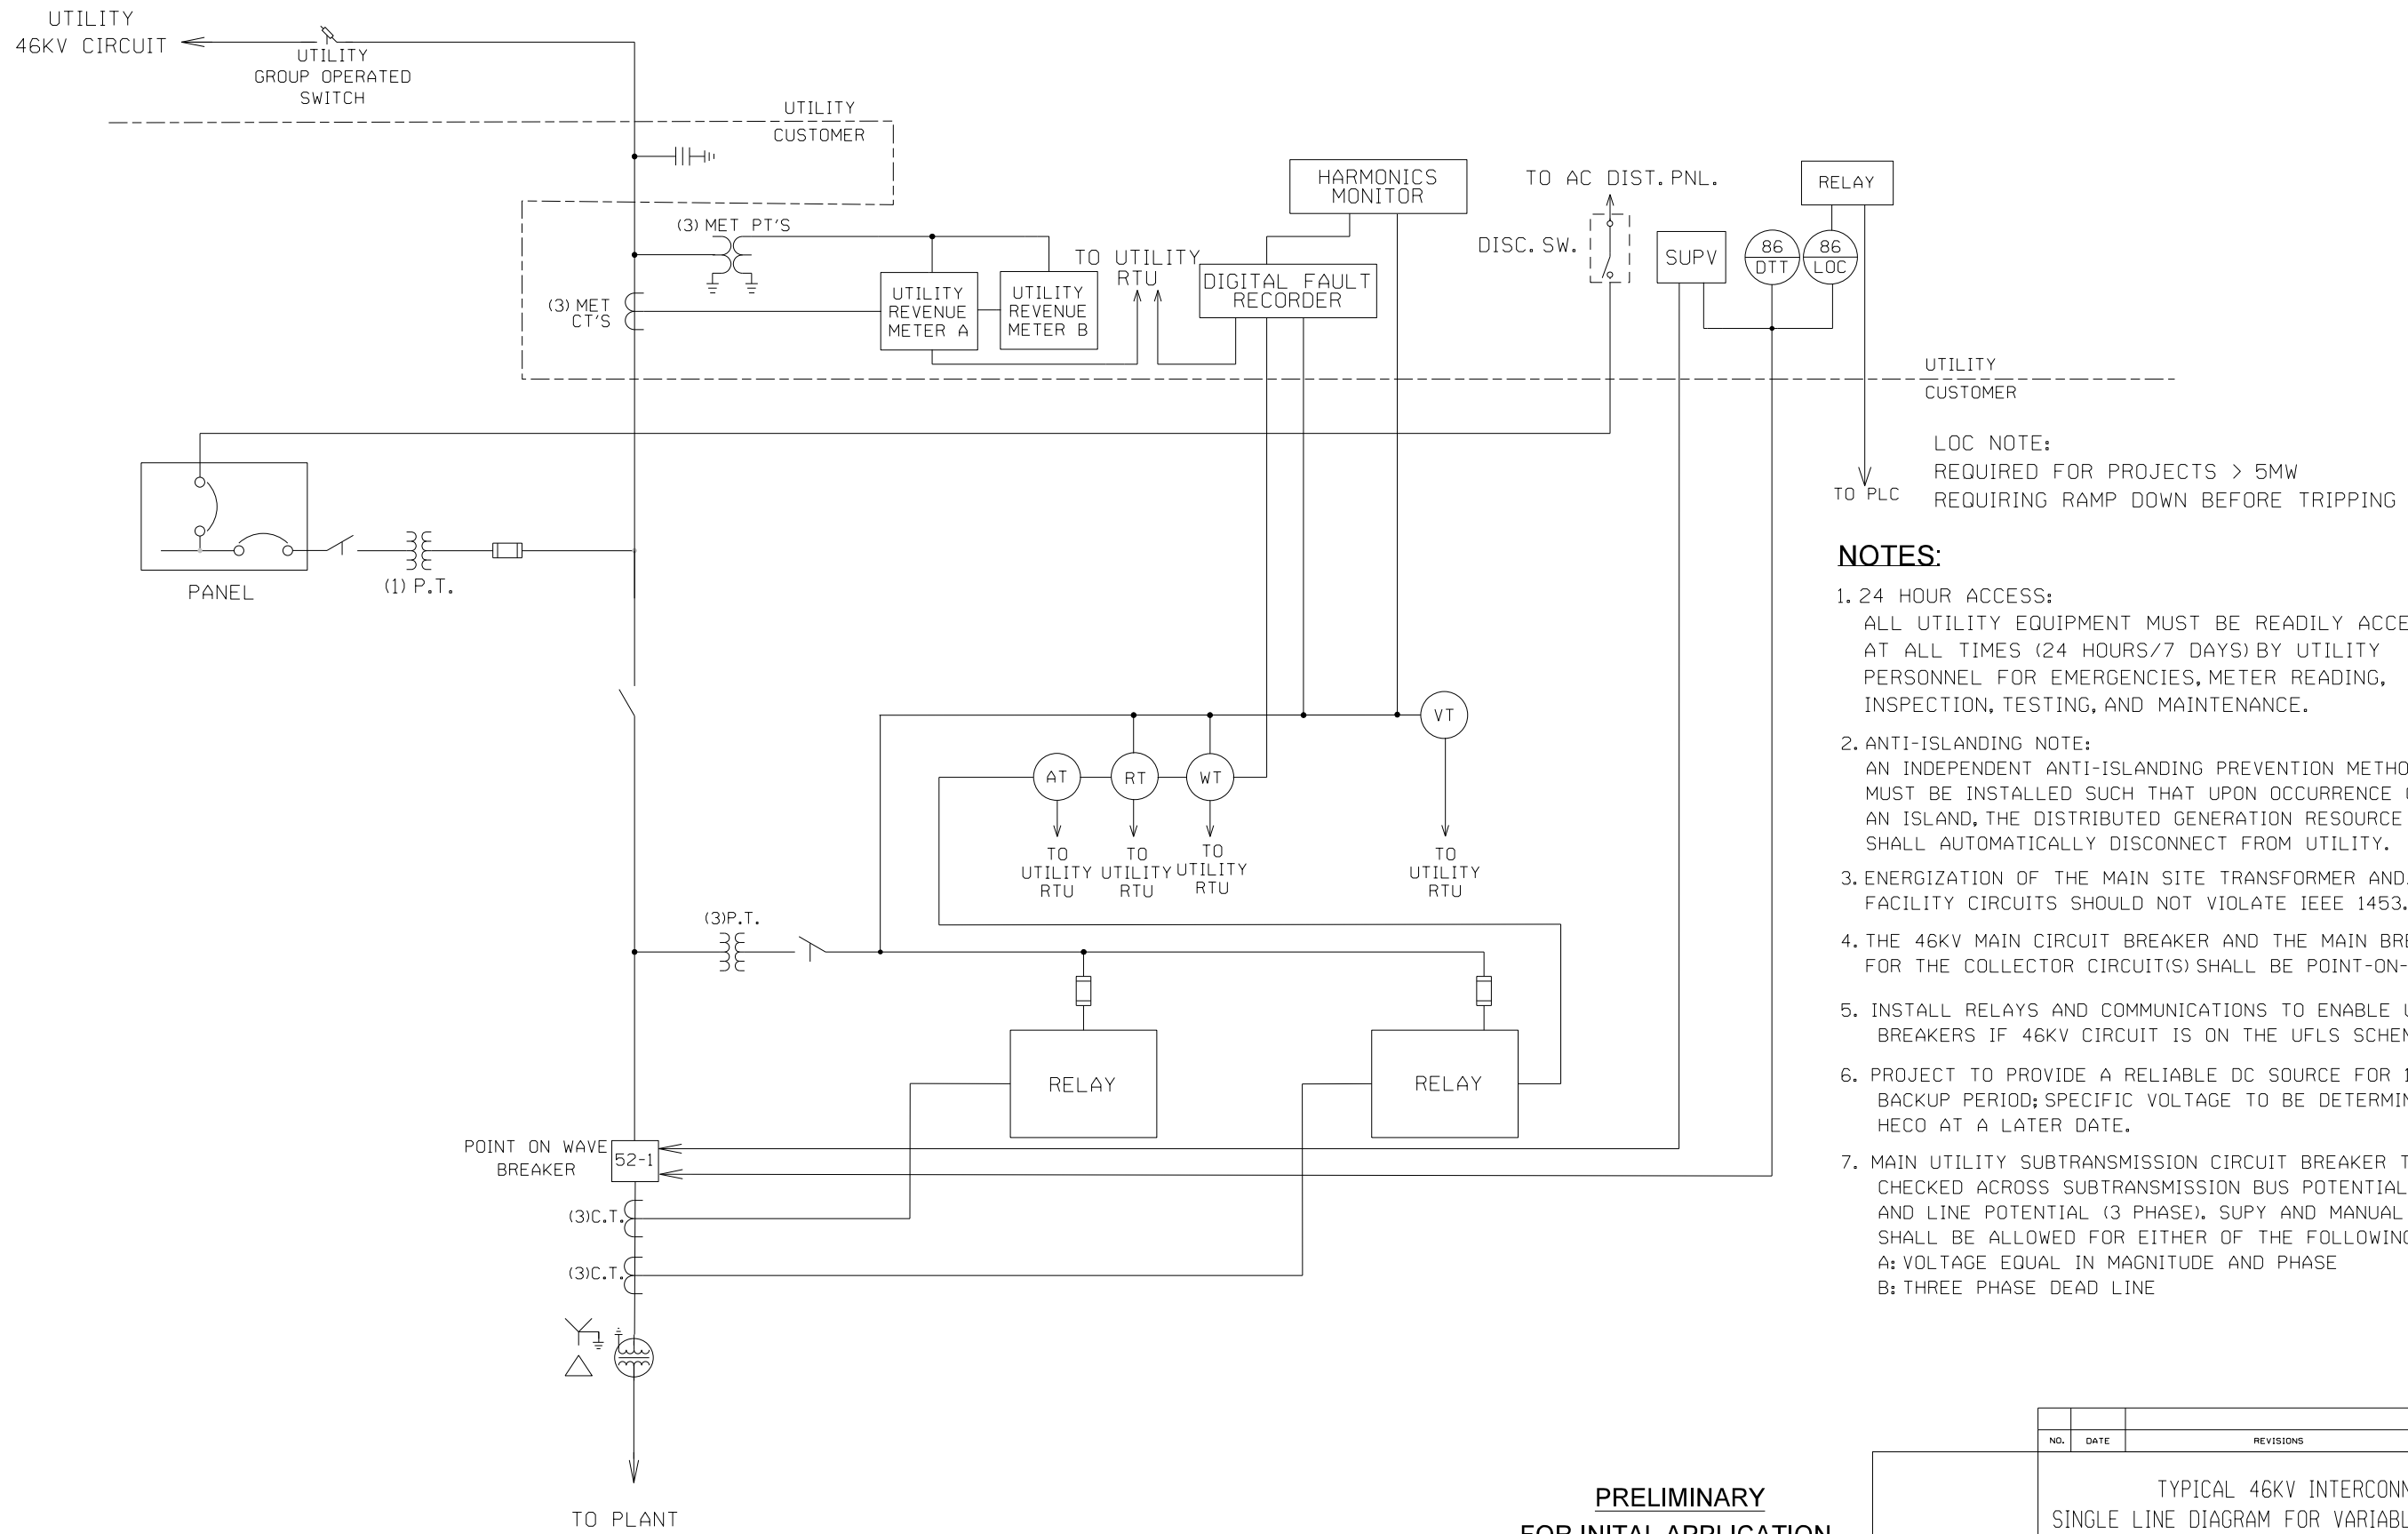 UTILITY
46KV CIRCUIT
UTILITY
GROUP OPERATED
SWITCH
UTILITY
CUSTOMER
(3) MET PT'S
(3) MET
CT'S
UTILITY
REVENUE
METER A
UTILITY
REVENUE
METER B
TO UTILITY
RTU
HARMONICS
MONITOR
DIGITAL FAULT
RECORDER
TO AC DIST. PNL.
DISC. SW.
SUPV
86
DTT
86
LOC
RELAY
UTILITY
CUSTOMER
TO PLC
LOC NOTE:
REQUIRED FOR PROJECTS > 5MW
REQUIRING RAMP DOWN BEFORE TRIPPING
PANEL
(1) P.T.
VT
AT
RT
WT
TO
UTILITY
RTU
TO
UTILITY
RTU
TO
UTILITY
RTU
TO
UTILITY
RTU
(3)P.T.
RELAY
RELAY
POINT ON WAVE
BREAKER
52-1
(3)C.T.
(3)C.T.
TO PLANT
NOTES:
1. 24 HOUR ACCESS:
ALL UTILITY EQUIPMENT MUST BE READILY
AT ALL TIMES (24 HOURS/7 DAYS) BY UTILITY
PERSONNEL FOR EMERGENCIES, METER READING,
INSPECTION, TESTING, AND MAINTENANCE.
2. ANTI-ISLANDING NOTE:
AN INDEPENDENT ANTI-ISLANDING PREVENTION
MUST BE INSTALLED SUCH THAT UPON OCCURRENCE
AN ISLAND, THE DISTRIBUTED GENERATION RESOURCE
SHALL AUTOMATICALLY DISCONNECT FROM UTILITY.
3. ENERGIZATION OF THE MAIN SITE TRANSFORMER AND
FACILITY CIRCUITS SHOULD NOT VIOLATE IEEE 1453.
4. THE 46KV MAIN CIRCUIT BREAKER AND THE MAIN
FOR THE COLLECTOR CIRCUIT(S) SHALL BE POINT-ON-
5. INSTALL RELAYS AND COMMUNICATIONS TO ENABLE
BREAKERS IF 46KV CIRCUIT IS ON THE UFLS
6. PROJECT TO PROVIDE A RELIABLE DC SOURCE FOR
BACKUP PERIOD; SPECIFIC VOLTAGE TO BE
HECO AT A LATER DATE.
7. MAIN UTILITY SUBTRANSMISSION CIRCUIT BREAKER
CHECKED ACROSS SUBTRANSMISSION BUS POTENTIAL
AND LINE POTENTIAL (3 PHASE). SUPY AND MANUAL
SHALL BE ALLOWED FOR EITHER OF THE FOLLOWING
A: VOLTAGE EQUAL IN MAGNITUDE AND PHASE
B: THREE PHASE DEAD LINE
NO. DATE REVISIONS
PRELIMINARY
FOR INITAL APPLICATION
TYPICAL 46KV
SINGLE LINE DIAGRAM FOR